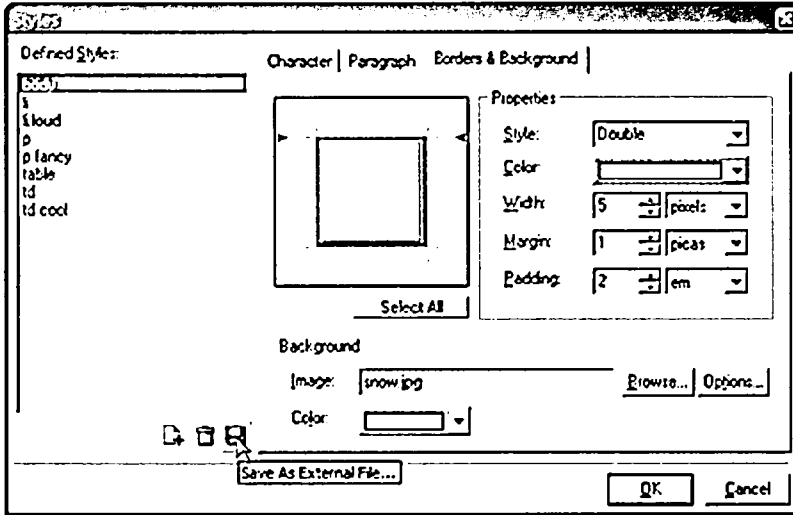 Styles
Defined Styles:
body
li
li.loud
p
p.fancy
table
td
td.cool
Character
Paragraph
Borders & Background
Properties
Style: Double
Color:
Width: 5 pixels
Margin: 1 picas
Padding: 2 em
Select All
Background
Image: snow.jpg Browse... Options...
Color:
Save As External File...
OK Cancel